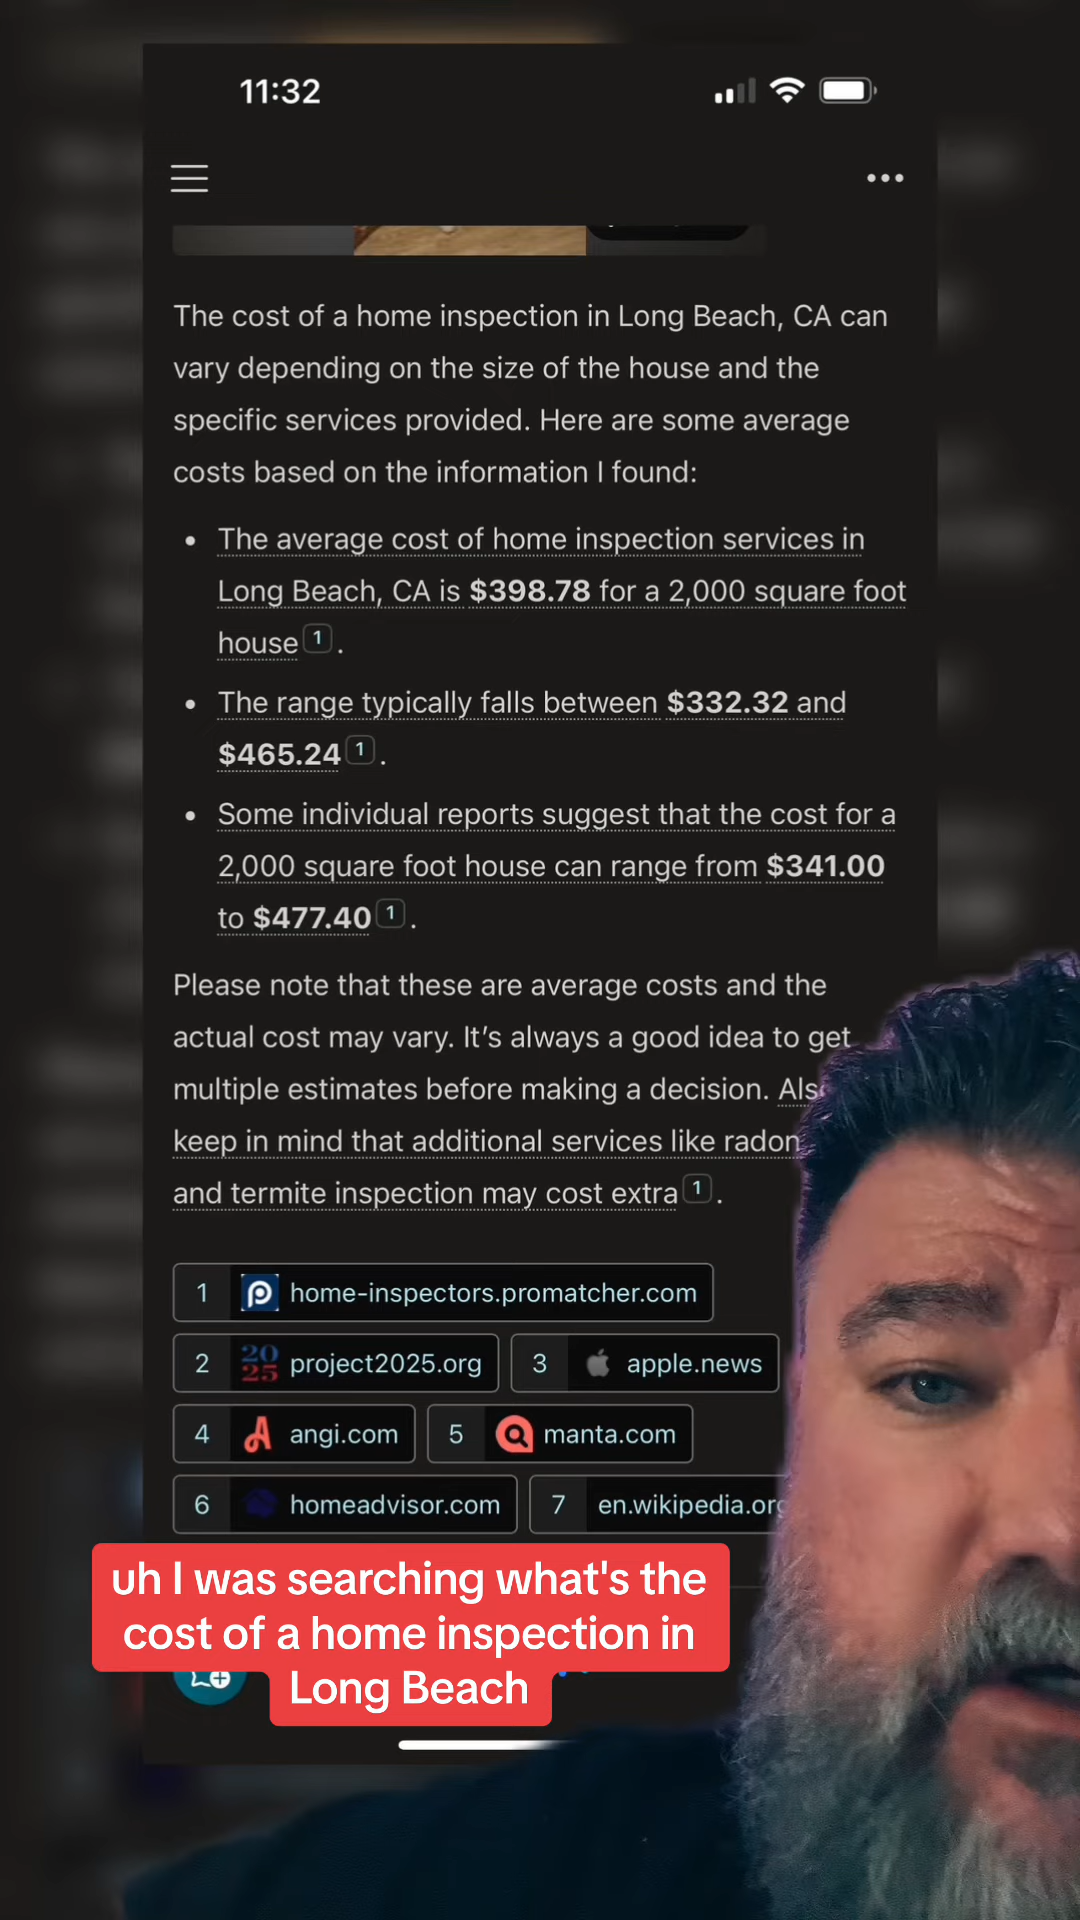 11:32
The cost of a home inspection in Long Beach, CA can
vary depending on the size of the house and the
specific services provided. Here are some average
costs based on the information I found:
• The average cost of home inspection services in
Long Beach, CA is $398.78 for a 2,000 square foot
house 1 .
• The range typically falls between $332.32 and
$465.24 1 .
• Some individual reports suggest that the cost for a
2,000 square foot house can range from $341.00
to $477.40 1 .
Please note that these are average costs and the
actual cost may vary. It’s always a good idea to get
multiple estimates before making a decision. Als
keep in mind that additional services like radon
and termite inspection may cost extra 1 .
1 home-inspectors.promatcher.com
2 2025 project2025.org 3 apple.news
4 angi.com 5 manta.com
6 homeadvisor.com 7 en.wikipedia.org
uh I was searching what's the
cost of a home inspection in
Long Beach